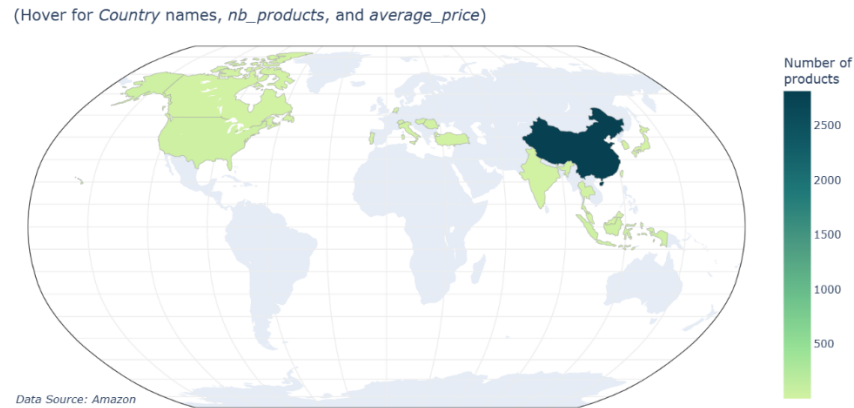 (Hover for Country names, nb_products, and average_price)
Number of
products
2500
2000
1500
1000
500
Data Source: Amazon